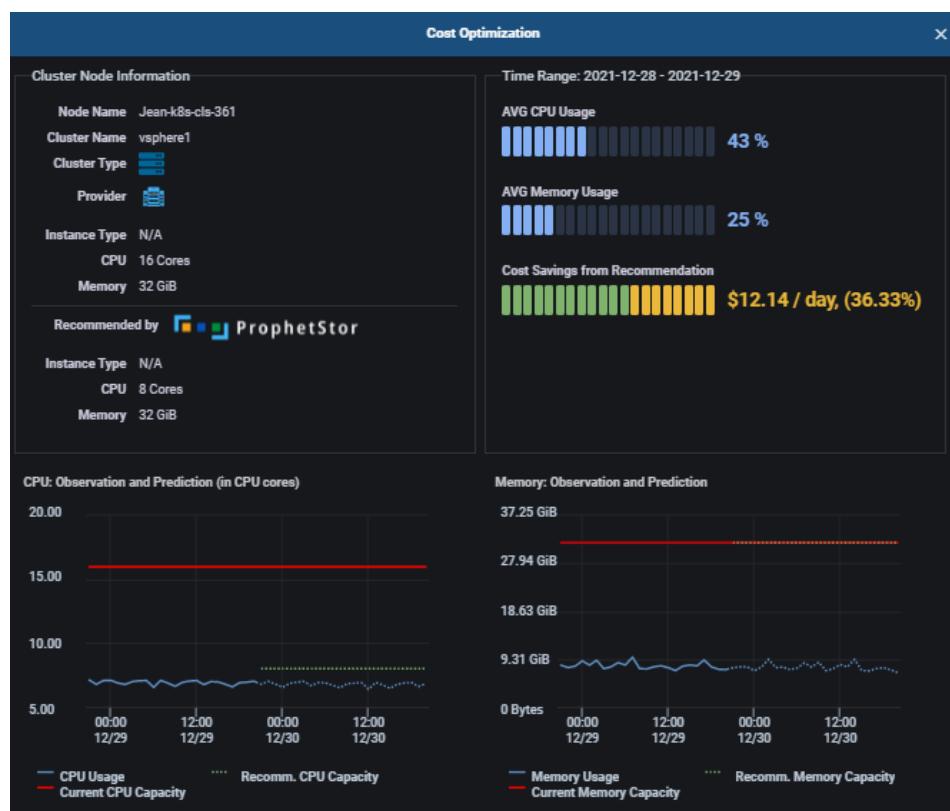 Cost Optimization
×
Cluster Node Information
Node Name Jean-k8s-cls-361
Cluster Name vsphere1
Cluster Type
Provider
Instance Type N/A
CPU 16 Cores
Memory 32 GiB
Recommended by ProphetStor
Instance Type N/A
CPU 8 Cores
Memory 32 GiB
Time Range: 2021-12-28 - 2021-12-29
AVG CPU Usage
43 %
AVG Memory Usage
25 %
Cost Savings from Recommendation
$12.14 / day, (36.33%)
CPU: Observation and Prediction (in CPU cores)
20.00
15.00
10.00
5.00
00:00 12:00 00:00 12:00
12/29 12/29 12/30 12/30
CPU Usage Recomm. CPU Capacity
Current CPU Capacity
Memory: Observation and Prediction
37.25 GiB
27.94 GiB
18.63 GiB
9.31 GiB
0 Bytes
00:00 12:00 00:00 12:00
12/29 12/29 12/30 12/30
Memory Usage Recomm. Memory Capacity
Current Memory Capacity